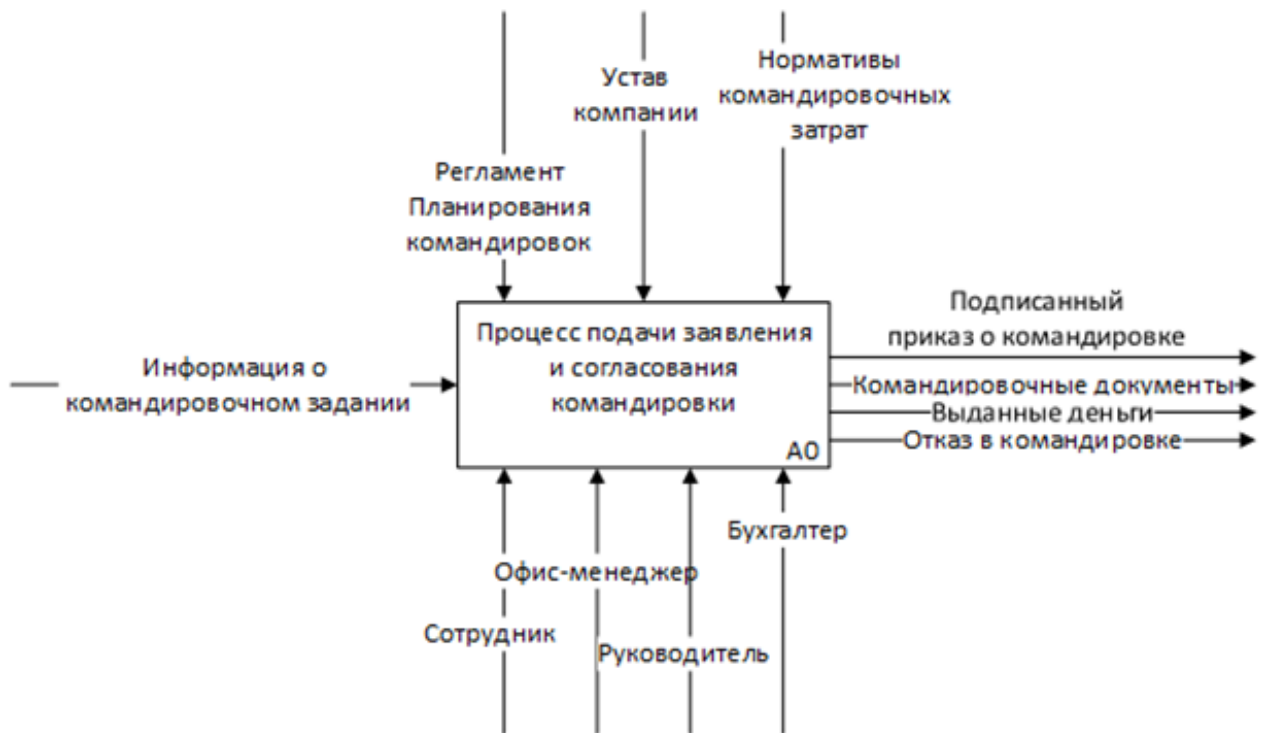 Устав
компании
Нормативы
командировочных
затрат
Регламент
Планирования
командировок
Информация о
командировочном задании
Процесс подачи заявления
и согласования
командировки
A0
Подписанный
приказ о командировке
Командировочные документы
Выданные деньги
Отказ в командировке
Бухгалтер
Офис-менеджер
Сотрудник
Руководитель